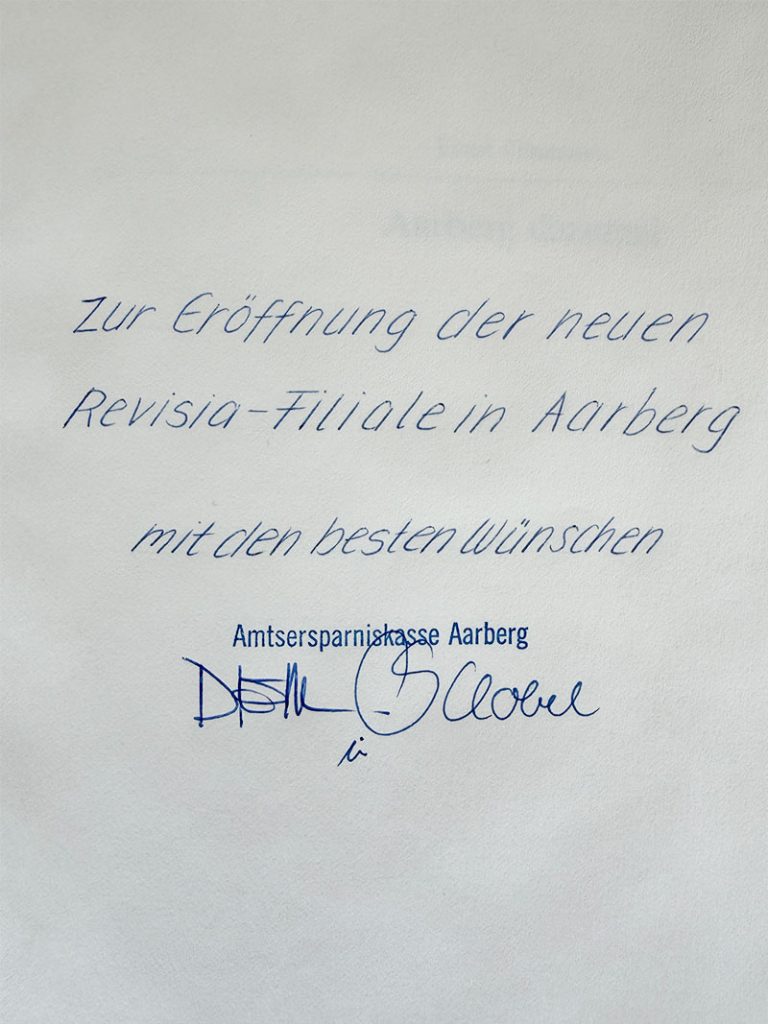 Zur Eröffnung der neuen
Revisia-Filiale in Aarberg
mit den besten Wünschen
Amtsersparniskasse Aarberg